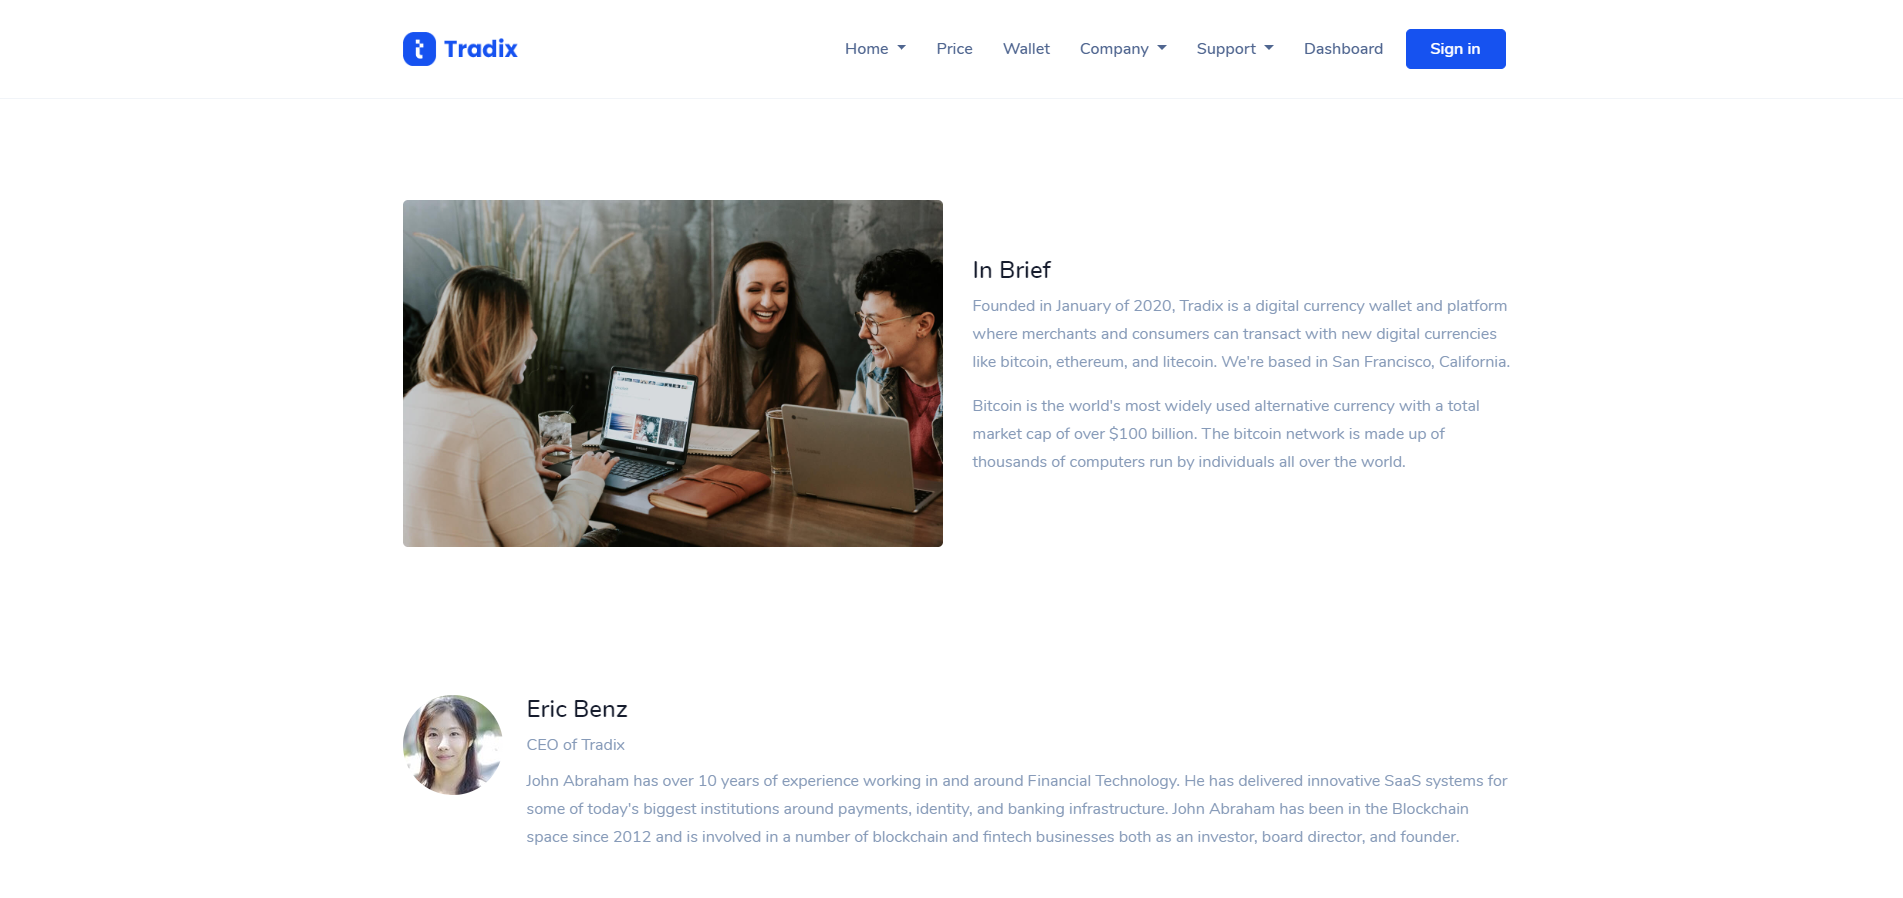 Tradix
Home
Price
Wallet
Company
Support
Dashboard
Sign in
In Brief
Founded in January of 2020, Tradix is a digital currency wallet and platform
where merchants and consumers can transact with new digital currencies
like bitcoin, ethereum, and litecoin. We're based in San Francisco, California.
Bitcoin is the world's most widely used alternative currency with a total
market cap of over $100 billion. The bitcoin network is made up of
thousands of computers run by individuals all over the world.
Eric Benz
CEO of Tradix
John Abraham has over 10 years of experience working in and around Financial Technology. He has delivered innovative SaaS systems for
some of today's biggest institutions around payments, identity, and banking infrastructure. John Abraham has been in the Blockchain
space since 2012 and is involved in a number of blockchain and fintech businesses both as an investor, board director, and founder.